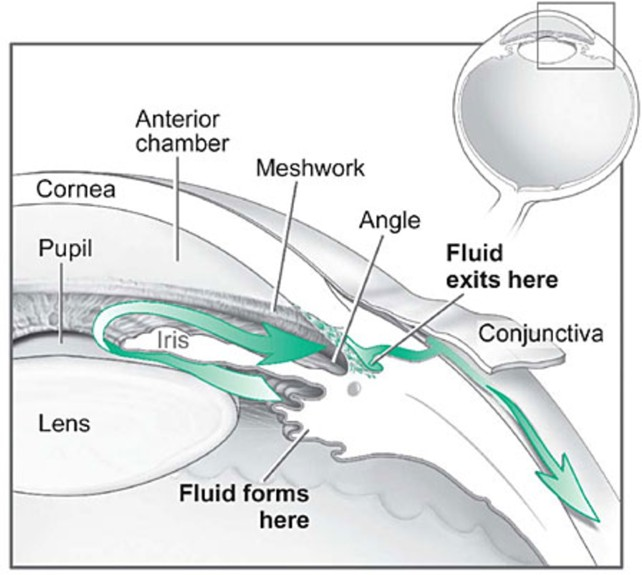 Anterior
chamber
Meshwork
Cornea
Angle
Pupil
Fluid
exits here
Conjunctiva
Iris
Lens
Fluid forms
here